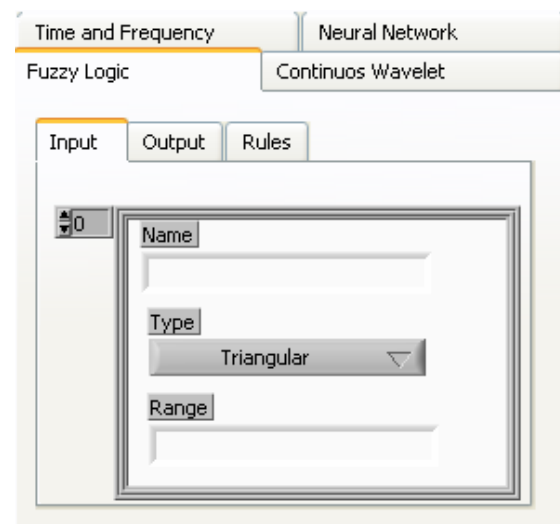 Time and Frequency Neural Network
Fuzzy Logic Continuos Wavelet
Input Output Rules
0
Name
Type
Triangular
Range